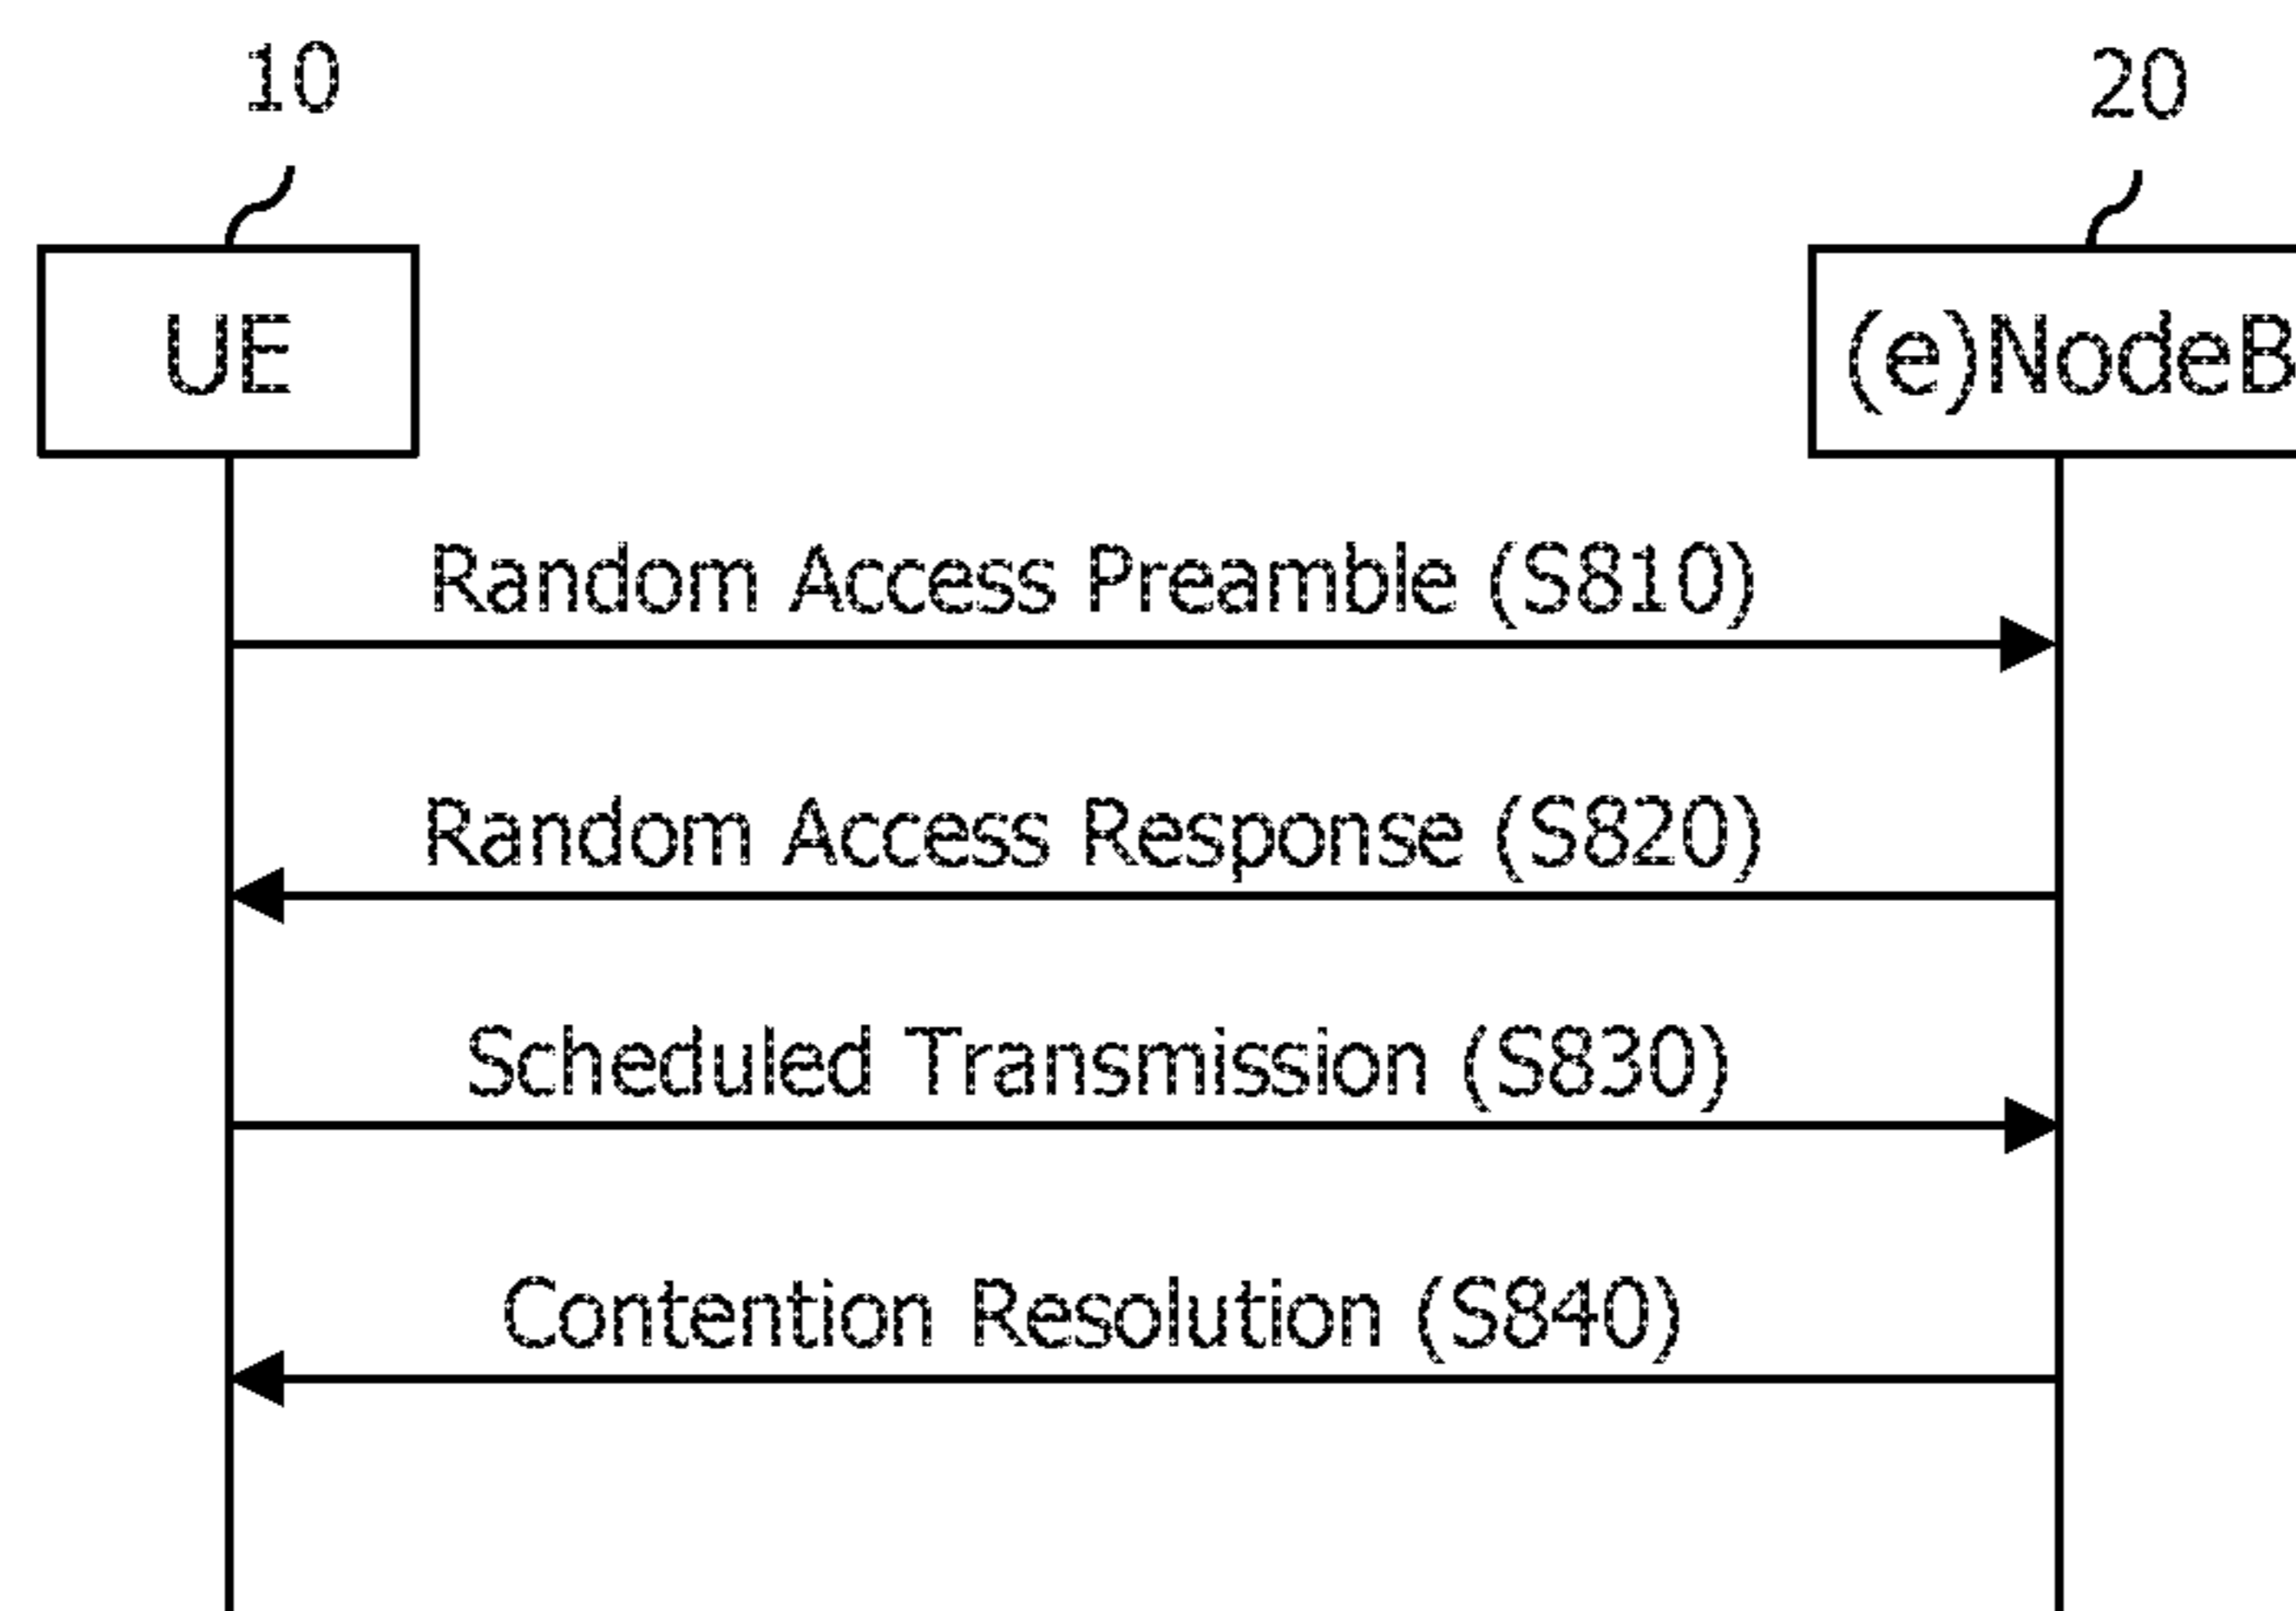 10
20
UE
(e)NodeB
Random Access Preamble (S810)
Random Access Response (S820)
Scheduled Transmission (S830)
Contention Resolution (S840)